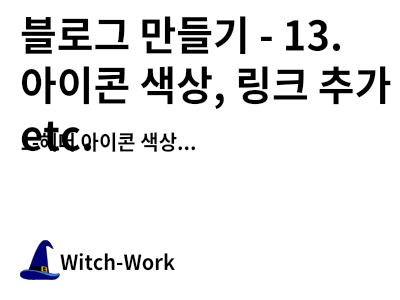 블로그 만들기 - 13.
아이콘 색상, 링크 추가
etc.
아이콘 색상...
Witch-Work